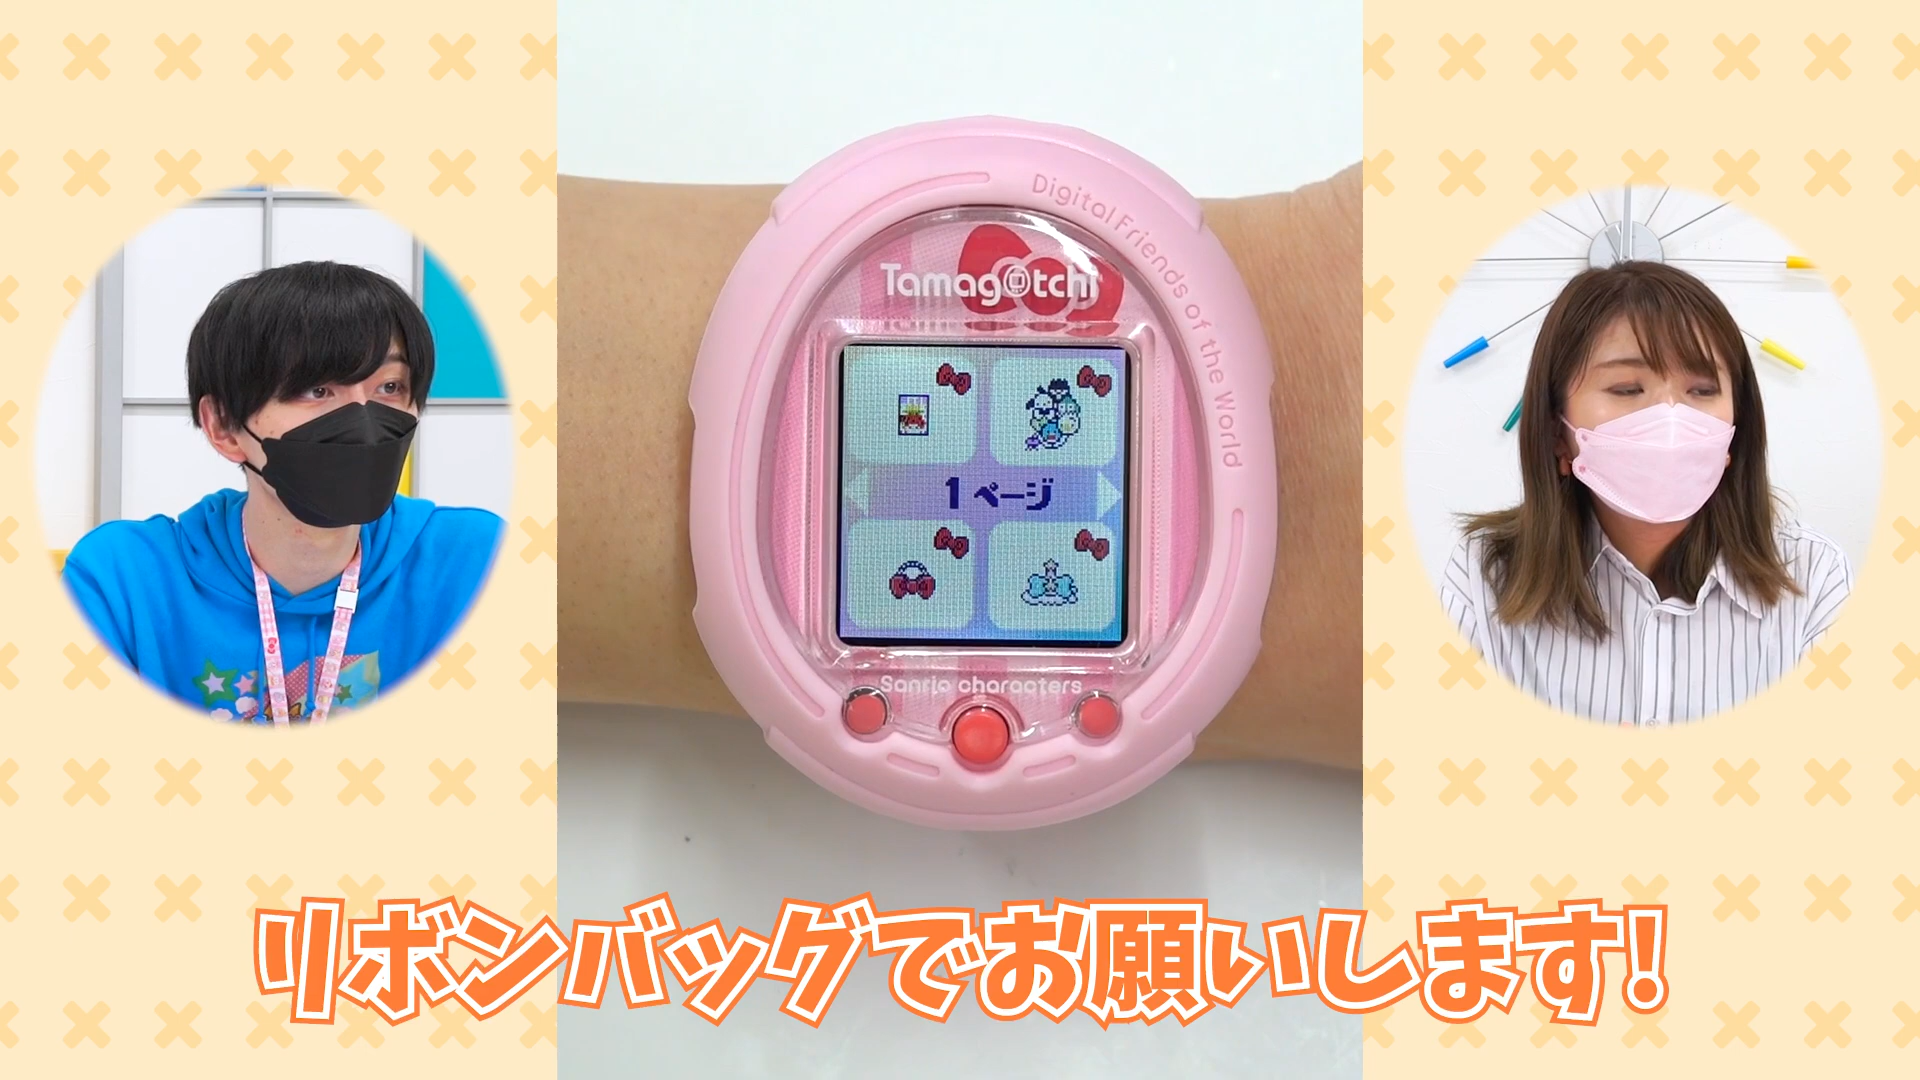 Digital Friends of the World
Tamagotchi
1 ページ
Sanrio characters
リボンバッグでお願いします!